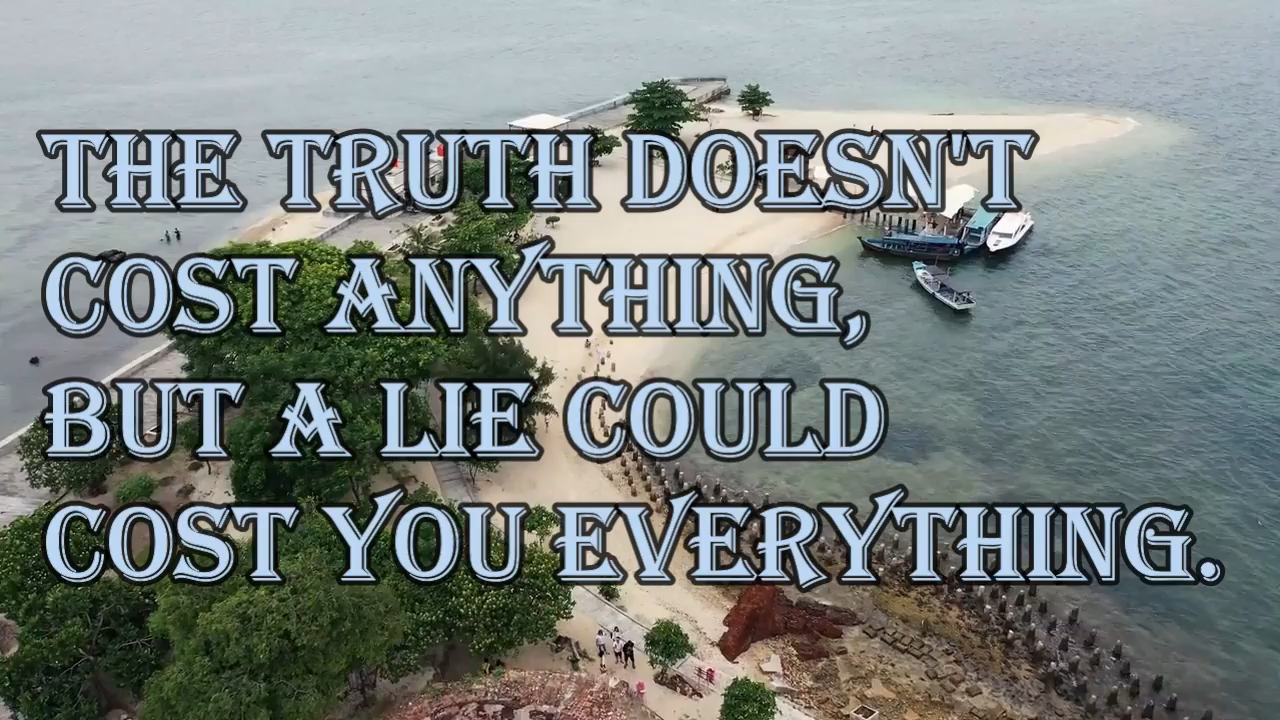 THE TRUTH DOESN'T
COST ANYTHING,
BUT A LIE COULD
COST YOU EVERYTHING.